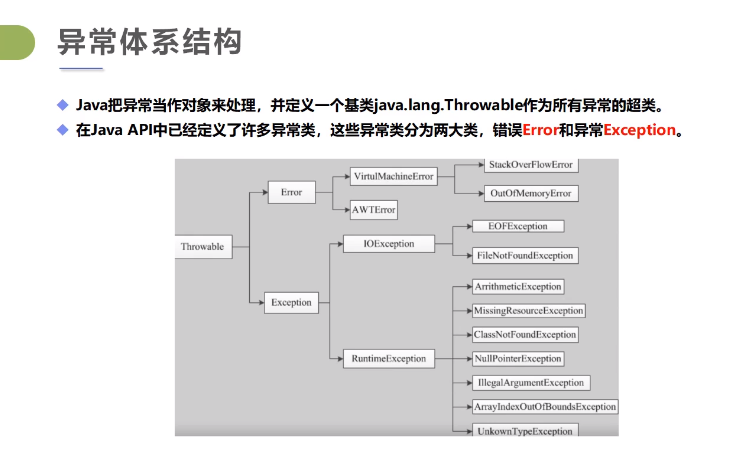 异常体系结构
Java把异常当作对象来处理，并定义一个基类java.lang.Throwable作为所有异常的超类。
在Java API中已经定义了许多异常类，这些异常类分为两大类，错误Error和异常Exception。
Throwable
Error
VirtulMachineError
StackOverFlowError
OutOfMemoryError
AWTError
Exception
IOException
EOFException
FileNotFoundException
RuntimeException
ArrithmeticException
MissingResourceException
ClassNotFoundException
NullPointerException
IllegalArgumentException
ArrayIndexOutOfBoundsException
UnkownTypeException